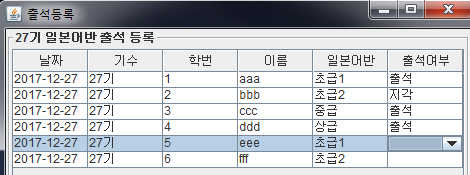 출석등록
27기 일본어반 출석 등록
날짜 기수 학번 이름 일본어반 출석여부
2017-12-27 27기 1 aaa 초급1 출석
2017-12-27 27기 2 bbb 초급2 지각
2017-12-27 27기 3 ccc 중급 출석
2017-12-27 27기 4 ddd 상급 출석
2017-12-27 27기 5 eee 초급1
2017-12-27 27기 6 fff 초급2